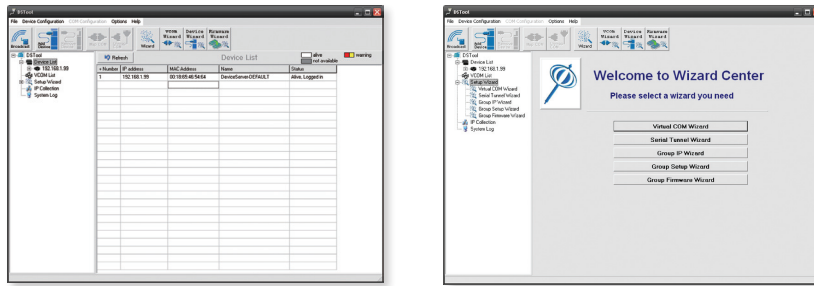 DSTool
File Device Configuration COM Configuration Options Help
Broadcast
Wizard
VCOM Wizard
Device Wizard
Firmware Wizard
DSTool
Device List
192.168.1.99
VCOM List
Setup Wizard
IP Collection
System Log
Refresh
Device List
alive
not available
warning
Number IP address MAC Address Name Status
1 192.168.1.99 00:18:65:46:54:64 DeviceServer-DEFAULT Alive, Logged in
DSTool
File Device Configuration COM Configuration Options Help
Broadcast
Wizard
VCOM Wizard
Device Wizard
Firmware Wizard
DSTool
Device List
192.168.1.99
VCOM List
Setup Wizard
Virtual COM Wizard
Serial Tunnel Wizard
Group IP Wizard
Group Setup Wizard
Group Firmware Wizard
IP Collection
System Log
Welcome to Wizard Center
Please select a wizard you need
Virtual COM Wizard
Serial Tunnel Wizard
Group IP Wizard
Group Setup Wizard
Group Firmware Wizard